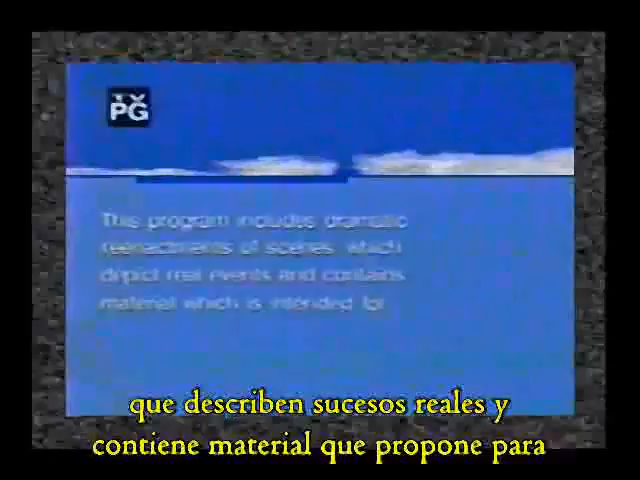 TV
PG
This program includes dramatic
reenactments of scenes which
depict real events and contains
material which is intended for
que describen sucesos reales y
contiene material que propone para